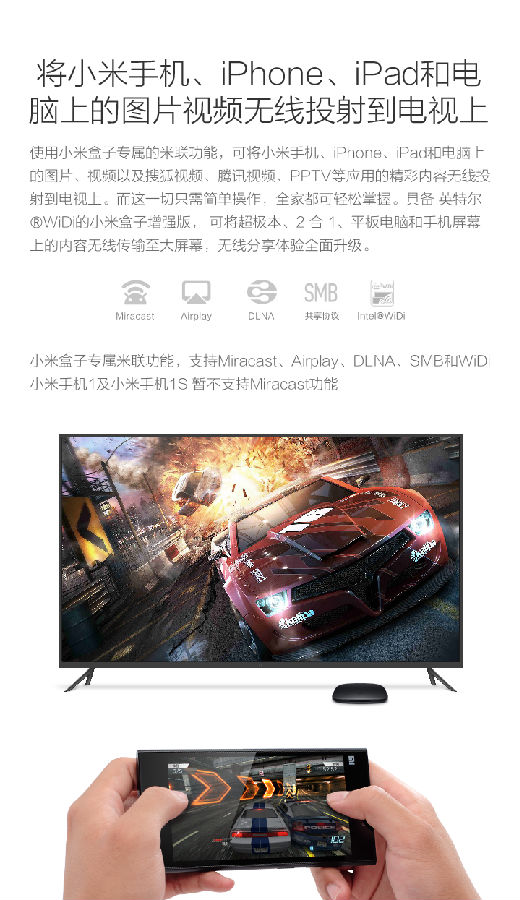 将小米手机、iPhone、iPad和电
脑上的图片视频无线投射到电视上
使用小米盒子专属的米联功能，可将小米手机、iPhone、iPad和电脑上
的图片、视频以及搜狐视频、腾讯视频、PPTV等应用的精彩内容无线投
射到电视上。而这一切只需简单操作，全家都可轻松掌握。具备 英特尔
®WiDi的小米盒子增强版， 可将超极本、2 合 1、平板电脑和手机屏幕
上的内容无线传输至大屏幕，无线分享体验全面升级。
SMB
Miracast Airplay DLNA 共享协议 Intel®WiDi
小米盒子专属米联功能，支持Miracast、Airplay、DLNA、SMB和WiDi
小米手机1及小米手机1S 暂不支持Miracast功能
POLICE
102